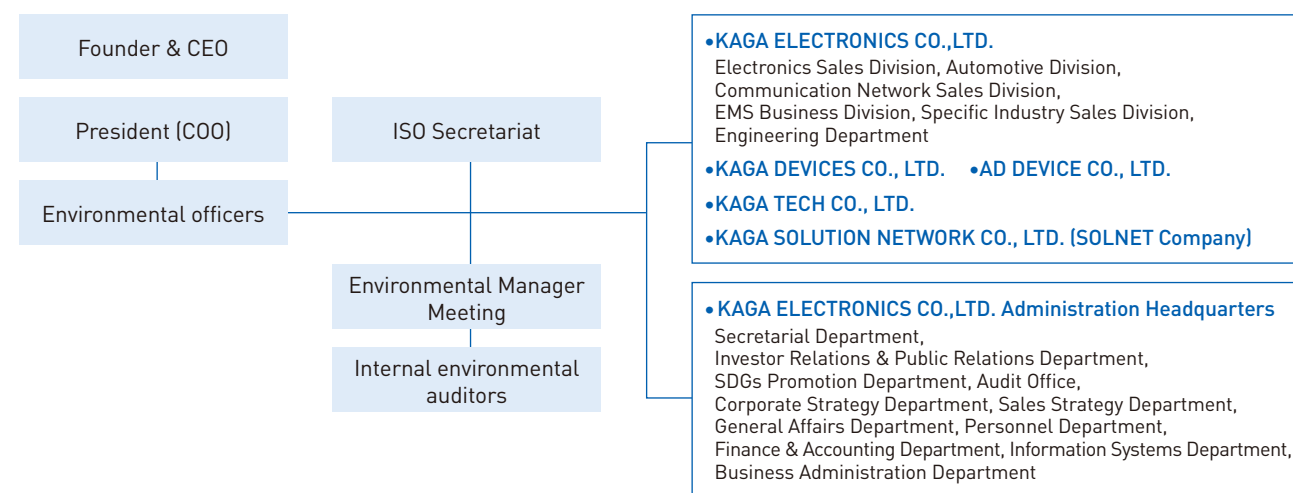 Founder & CEO
President (COO)
Environmental officers
ISO Secretariat
Environmental Manager
Meeting
Internal environmental
auditors
•KAGA ELECTRONICS CO.,LTD.
Electronics Sales Division, Automotive Division,
Communication Network Sales Division,
EMS Business Division, Specific Industry Sales Division,
Engineering Department
•KAGA DEVICES CO., LTD. •AD DEVICE CO., LTD.
•KAGA TECH CO., LTD.
•KAGA SOLUTION NETWORK CO., LTD. (SOLNET Company)
•KAGA ELECTRONICS CO.,LTD. Administration Headquarters
Secretarial Department,
Investor Relations & Public Relations Department,
SDGs Promotion Department, Audit Office,
Corporate Strategy Department, Sales Strategy Department,
General Affairs Department, Personnel Department,
Finance & Accounting Department, Information Systems Department,
Business Administration Department